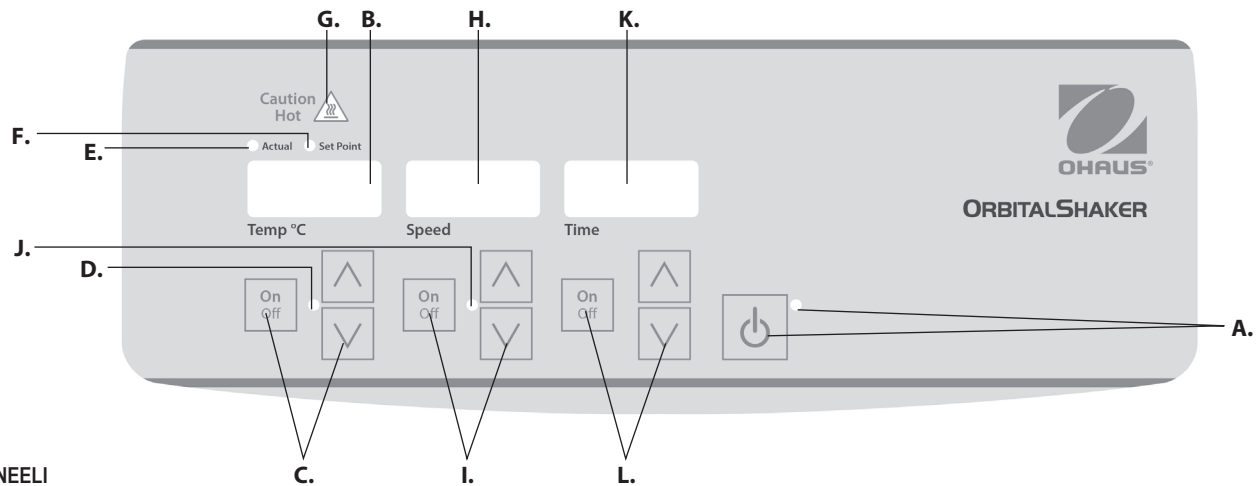 G. B. H. K.
Caution
Hot
F.
E.
Actual Set Point
OHAUS®
ORBITALSHAKER
Temp °C Speed Time
J.
D.
On
Off
On
Off
On
Off
A.
NEELI
C. I. L.